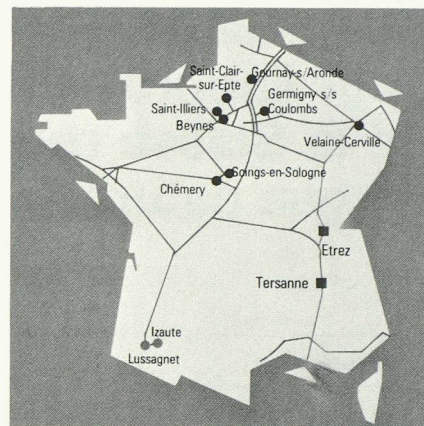 Saint-Clair-
sur-Epte
Gournay-s/Aronde
Germigny-s/s
Coulombs
Saint-Illiers
Beynes
Velaine-Cerville
Soings-en-Sologne
Chémery
Etrez
Tersanne
Izaute
Lussagnet